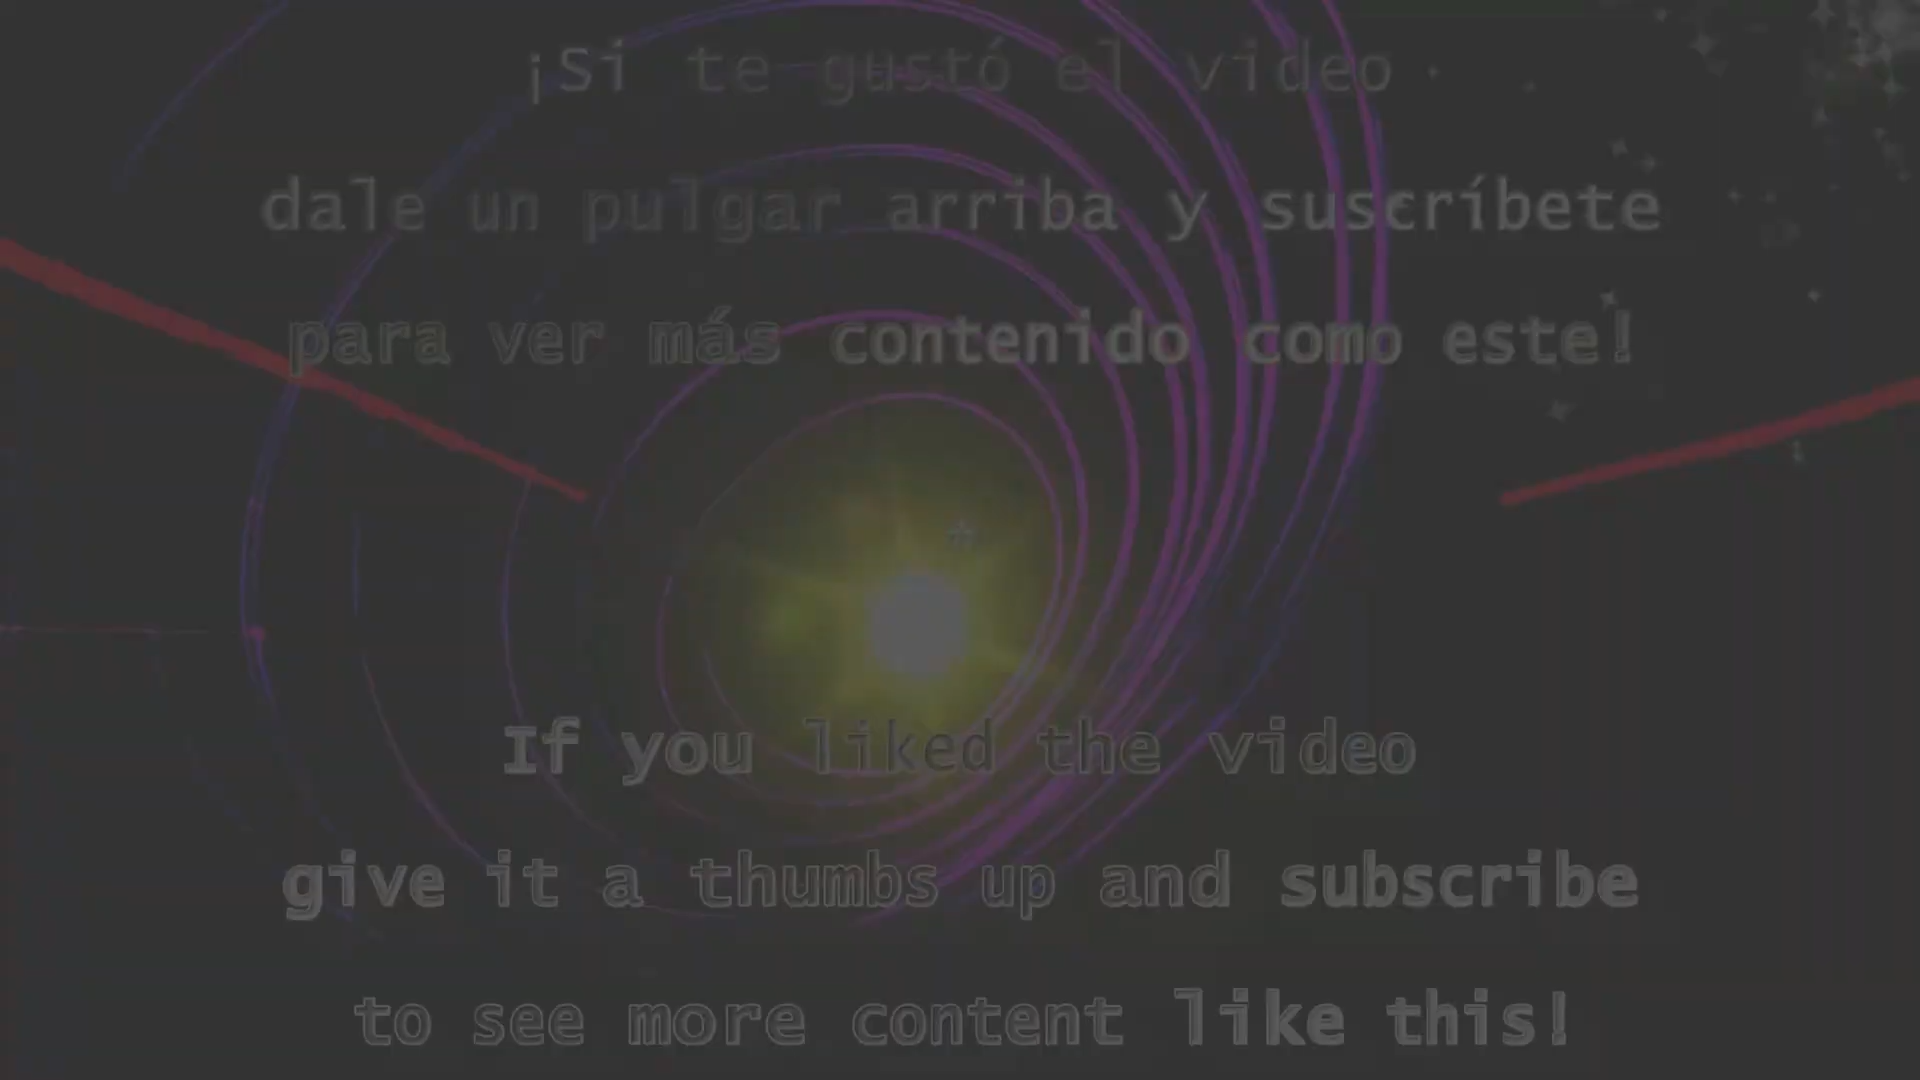 ¡Si te gustó el video
dale un pulgar arriba y suscríbete
para ver más contenido como este!
If you liked the video
give it a thumbs up and subscribe
to see more content like this!